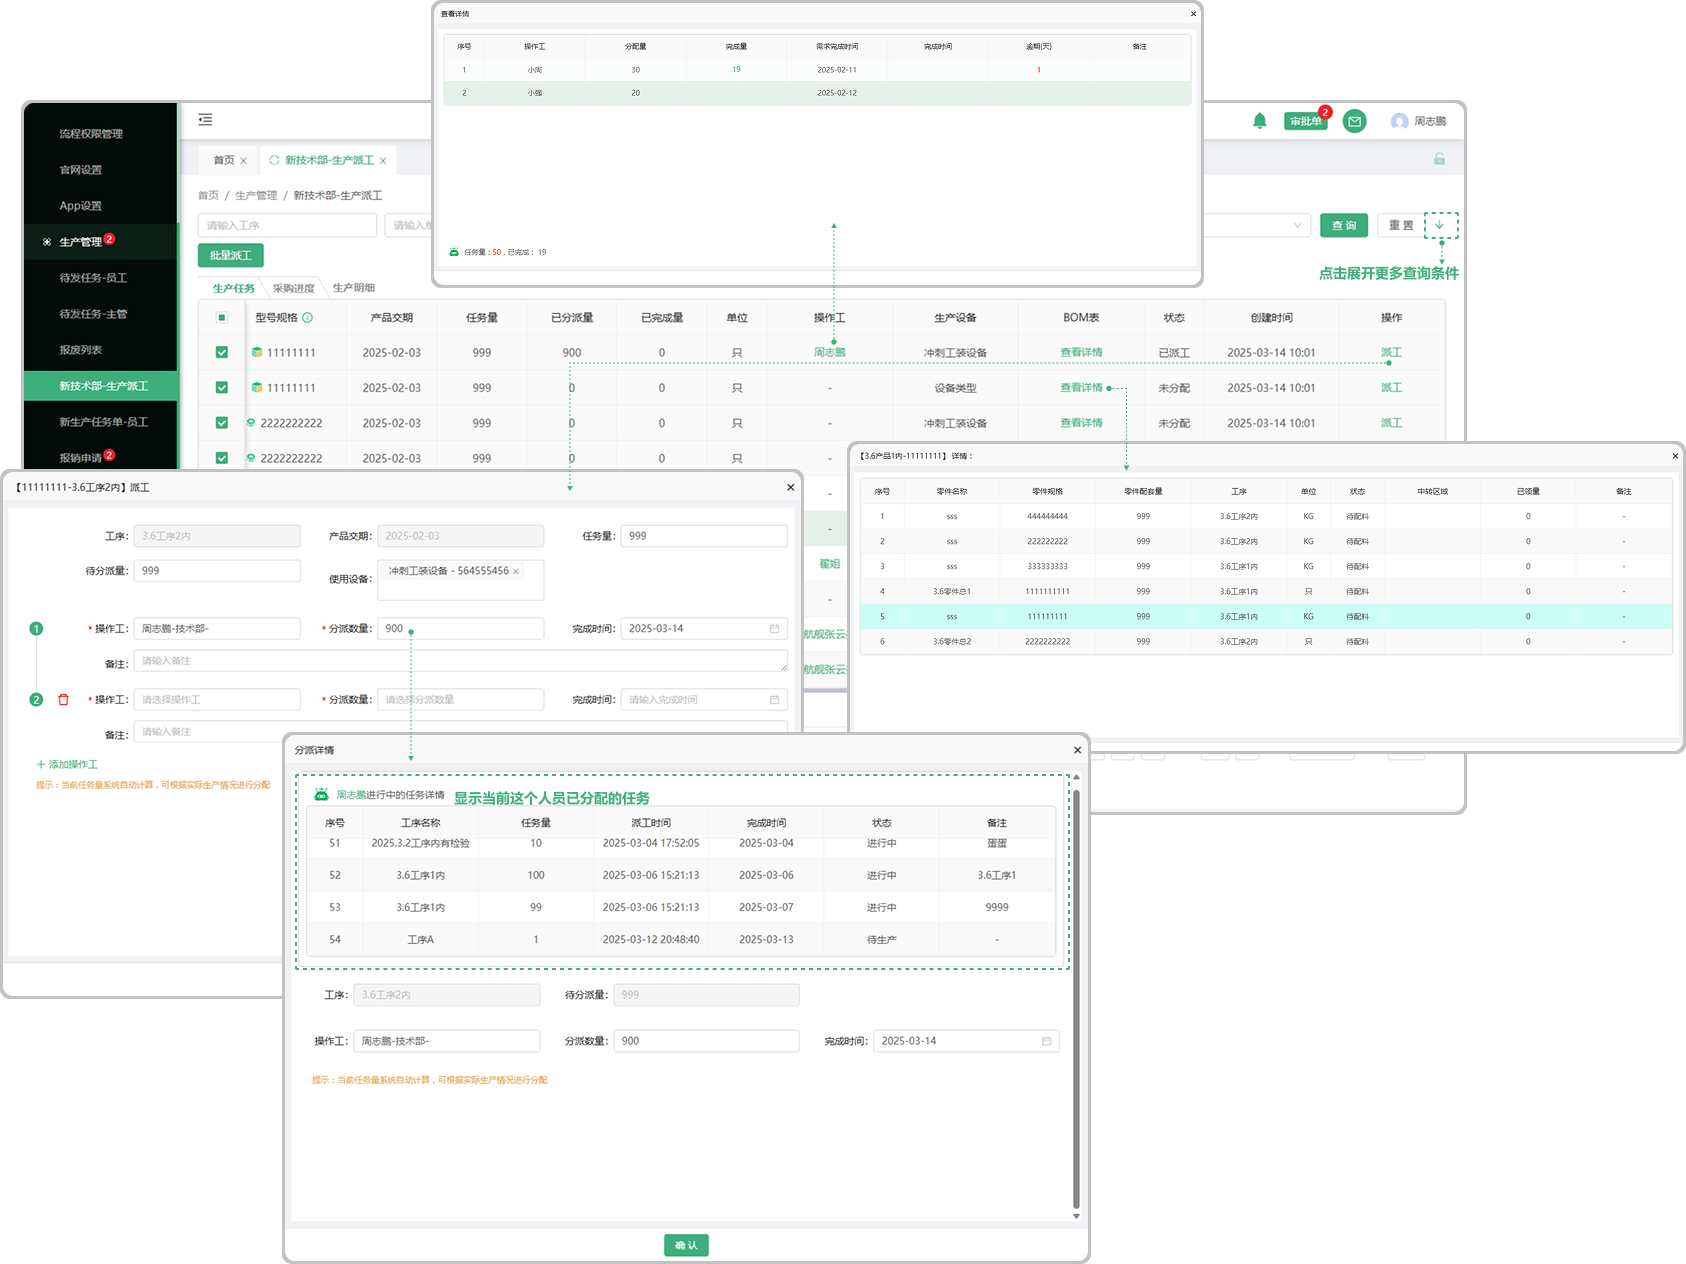 查看详情 ×
序号 操作工 分配量 完成量 需求完成时间 完成时间 逾期(天) 备注
1 小周 30 19 2025-02-11 1
2 小强 20 2025-02-12
任务量：50，已完成： 19
流程权限管理
官网设置
App设置
生产管理 2
待发任务-员工
待发任务-主管
报废列表
新技术部-生产派工
新生产任务单-员工
报销申请 2
审批单 2 周志鹏
首页 × 新技术部-生产派工 ×
首页 / 生产管理 / 新技术部-生产派工
请输入工序 请输入 查 询 重 置
点击展开更多查询条件
批量派工
生产任务 采购进度 生产明细
型号规格 产品交期 任务量 已分派量 已完成量 单位 操作工 生产设备 BOM表 状态 创建时间 操作
11111111 2025-02-03 999 900 0 只 周志鹏 冲刺工装设备 查看详情 已派工 2025-03-14 10:01 派工
11111111 2025-02-03 999 0 0 只 - 设备类型 查看详情 未分配 2025-03-14 10:01 派工
2222222222 2025-02-03 999 0 0 只 - 冲刺工装设备 查看详情 未分配 2025-03-14 10:01 派工
2222222222 2025-02-03 999 0 0 只 -
-
-
翟姐
-
航舰张云
航舰张云
【3.6产品1内-11111111】 详情： ×
序号 零件名称 零件规格 零件配套量 工序 单位 状态 中转区域 已领量 备注
1 sss 444444444 999 3.6工序2内 KG 待配料 0 -
2 sss 222222222 999 3.6工序2内 KG 待配料 0 -
3 sss 333333333 999 3.6工序1内 KG 待配料 0 -
4 3.6零件总1 1111111111 999 3.6工序1内 只 待配料 0 -
5 sss 111111111 999 3.6工序1内 KG 待配料 0 -
6 3.6零件总2 2222222222 999 3.6工序2内 只 待配料 0 -
【11111111-3.6工序2内】派工 ×
工序： 3.6工序2内 产品交期： 2025-02-03 任务量： 999
待分派量： 999 使用设备： 冲刺工装设备 - 564555456 ×
1 * 操作工： 周志鹏-技术部- * 分派数量： 900 完成时间： 2025-03-14
备注： 请输入备注
2 * 操作工： 请选择操作工 * 分派数量： 请选择分派数量 完成时间： 请输入完成时间
备注： 请输入备注
+ 添加操作工
提示：当前任务量系统自动计算，可根据实际生产情况进行分配
分派详情 ×
周志鹏进行中的任务详情 显示当前这个人员已分配的任务
序号 工序名称 任务量 派工时间 完成时间 状态 备注
51 2025.3.2工序内有检验 10 2025-03-04 17:52:05 2025-03-04 进行中 蛋蛋
52 3.6工序1内 100 2025-03-06 15:21:13 2025-03-06 进行中 3.6工序1
53 3.6工序1内 99 2025-03-06 15:21:13 2025-03-07 进行中 9999
54 工序A 1 2025-03-12 20:48:40 2025-03-13 待生产 -
工序： 3.6工序2内 待分派量： 999
操作工： 周志鹏-技术部- 分派数量： 900 完成时间： 2025-03-14
提示：当前任务量系统自动计算，可根据实际生产情况进行分配
确 认